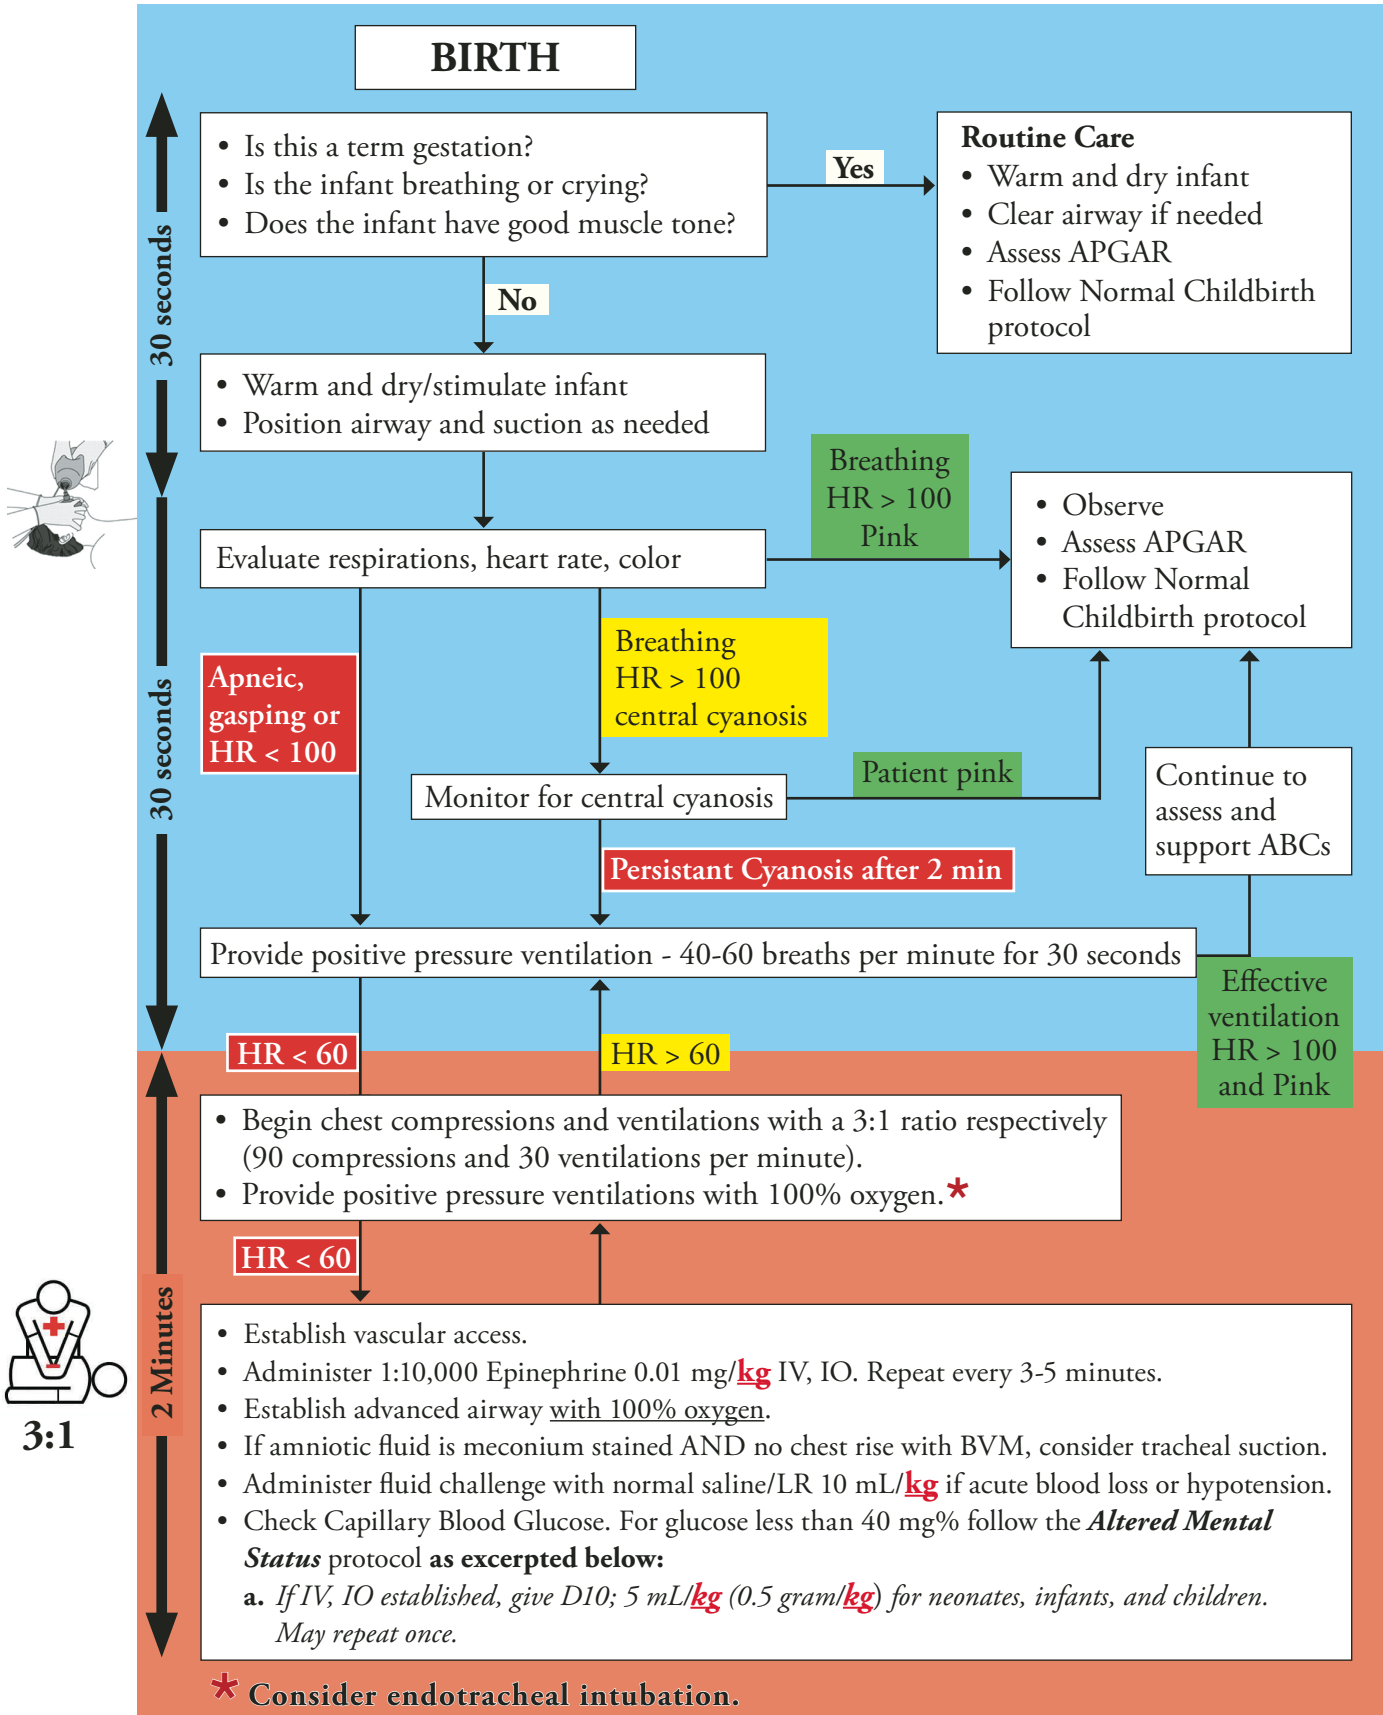 BIRTH
30 seconds
• Is this a term gestation?
• Is the infant breathing or crying?
• Does the infant have good muscle tone?
Yes
Routine Care
• Warm and dry infant
• Clear airway if needed
• Assess APGAR
• Follow Normal Childbirth
protocol
No
• Warm and dry/stimulate infant
• Position airway and suction as needed
30 seconds
Evaluate respirations, heart rate, color
Breathing
HR > 100
Pink
• Observe
• Assess APGAR
• Follow Normal
Childbirth protocol
Apneic,
gasping or
HR < 100
Breathing
HR > 100
central cyanosis
Monitor for central cyanosis
Patient pink
Continue to
assess and
support ABCs
Persistant Cyanosis after 2 min
Provide positive pressure ventilation - 40-60 breaths per minute for 30 seconds
Effective
ventilation
HR > 100
and Pink
HR < 60
HR > 60
2 Minutes
• Begin chest compressions and ventilations with a 3:1 ratio respectively
(90 compressions and 30 ventilations per minute).
• Provide positive pressure ventilations with 100% oxygen.*
HR < 60
3:1
• Establish vascular access.
• Administer 1:10,000 Epinephrine 0.01 mg/kg IV, IO. Repeat every 3-5 minutes.
• Establish advanced airway with 100% oxygen.
• If amniotic fluid is meconium stained AND no chest rise with BVM, consider tracheal suction.
• Administer fluid challenge with normal saline/LR 10 mL/kg if acute blood loss or hypotension.
• Check Capillary Blood Glucose. For glucose less than 40 mg% follow the Altered Mental
Status protocol as excerpted below:
a. If IV, IO established, give D10; 5 mL/kg (0.5 gram/kg) for neonates, infants, and children.
May repeat once.
* Consider endotracheal intubation.